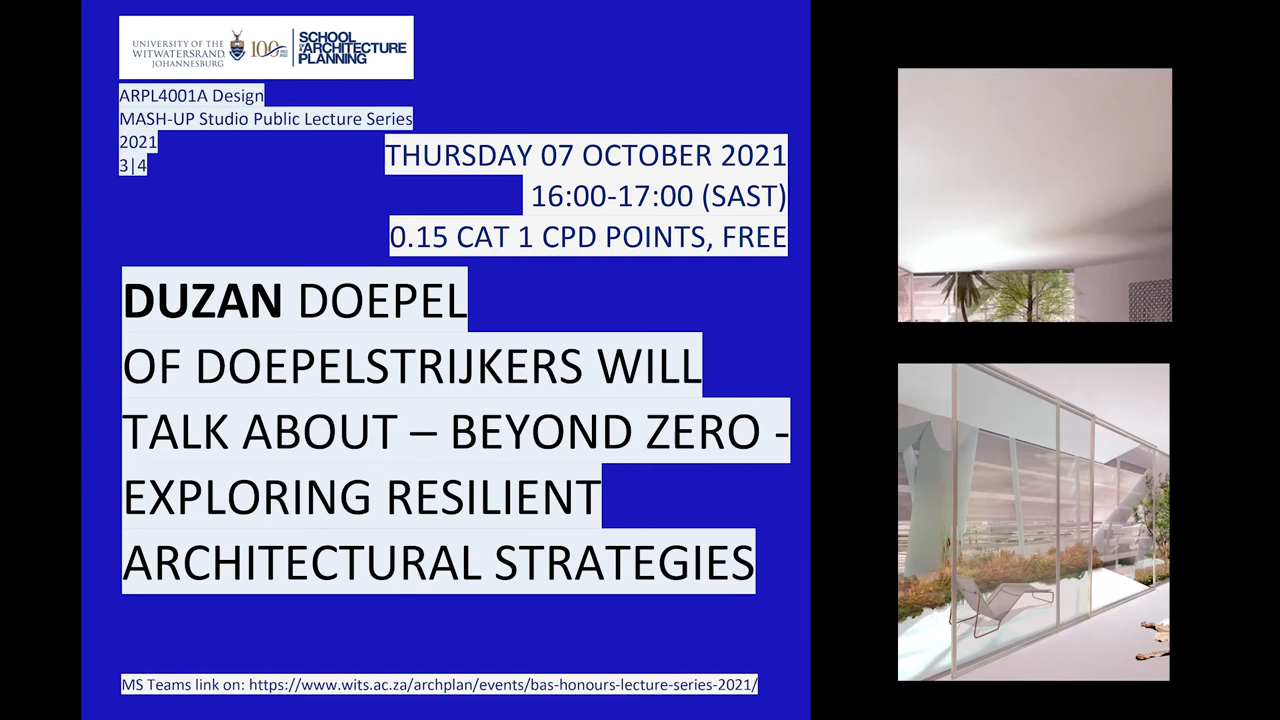 UNIVERSITY OF THE
WITWATERSRAND,
JOHANNESBURG
100
SCHOOL
OF ARCHITECTURE
PLANNING
ARPL4001A Design
MASH-UP Studio Public Lecture Series
2021
3|4
THURSDAY 07 OCTOBER 2021
16:00-17:00 (SAST)
0.15 CAT 1 CPD POINTS, FREE
DUZAN DOEPEL
OF DOEPELSTRIJKERS WILL
TALK ABOUT – BEYOND ZERO -
EXPLORING RESILIENT
ARCHITECTURAL STRATEGIES
MS Teams link on: https://www.wits.ac.za/archplan/events/bas-honours-lecture-series-2021/